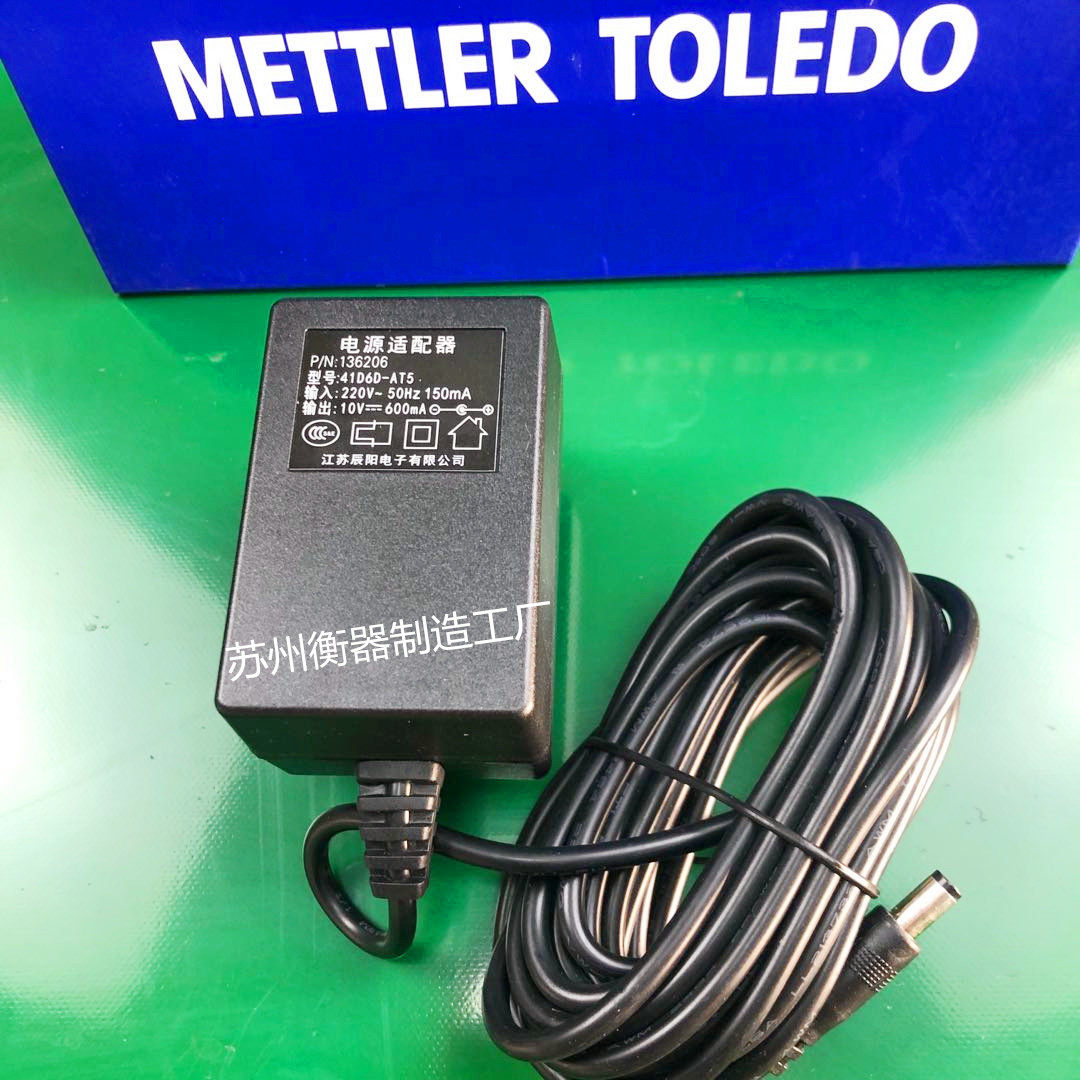 METTLER TOLEDO
电源适配器
P/N:136206
型号:41D6D-AT5
输入:220V~ 50Hz 150mA
输出:10V⎓600mA
CCC S&E
江苏辰阳电子有限公司
苏州衡器制造工厂